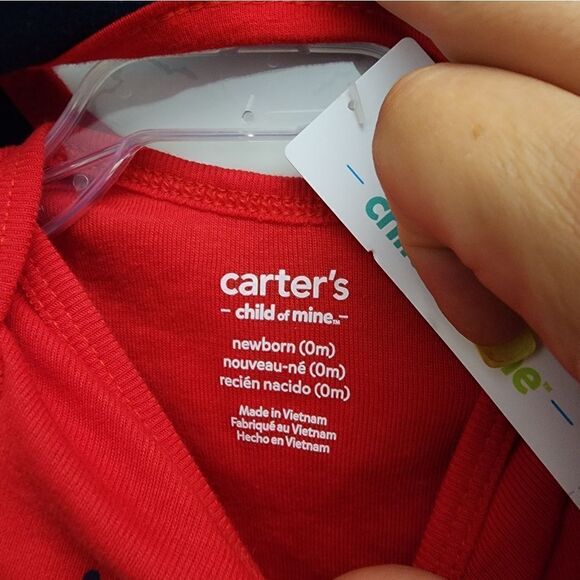 carter's
- child of mine™ -
newborn (0m)
nouveau-né (0m)
recién nacido (0m)
Made in Vietnam
Fabriqué au Vietnam
Hecho en Vietnam